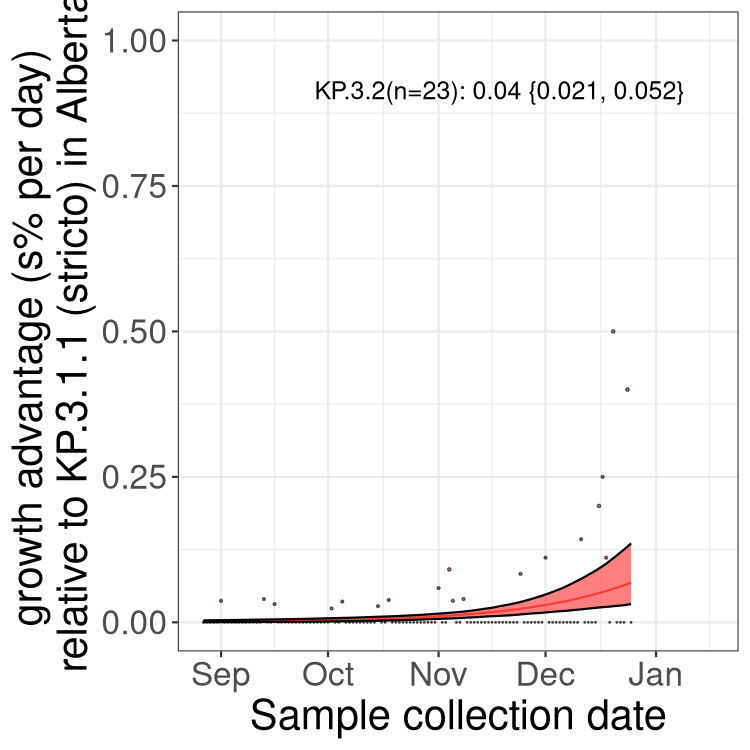 growth advantage (s% per day)
relative to KP.3.1.1 (stricto) in Alberta
1.00
0.75
0.50
0.25
0.00
KP.3.2(n=23): 0.04 {0.021, 0.052}
Sep Oct Nov Dec Jan
Sample collection date